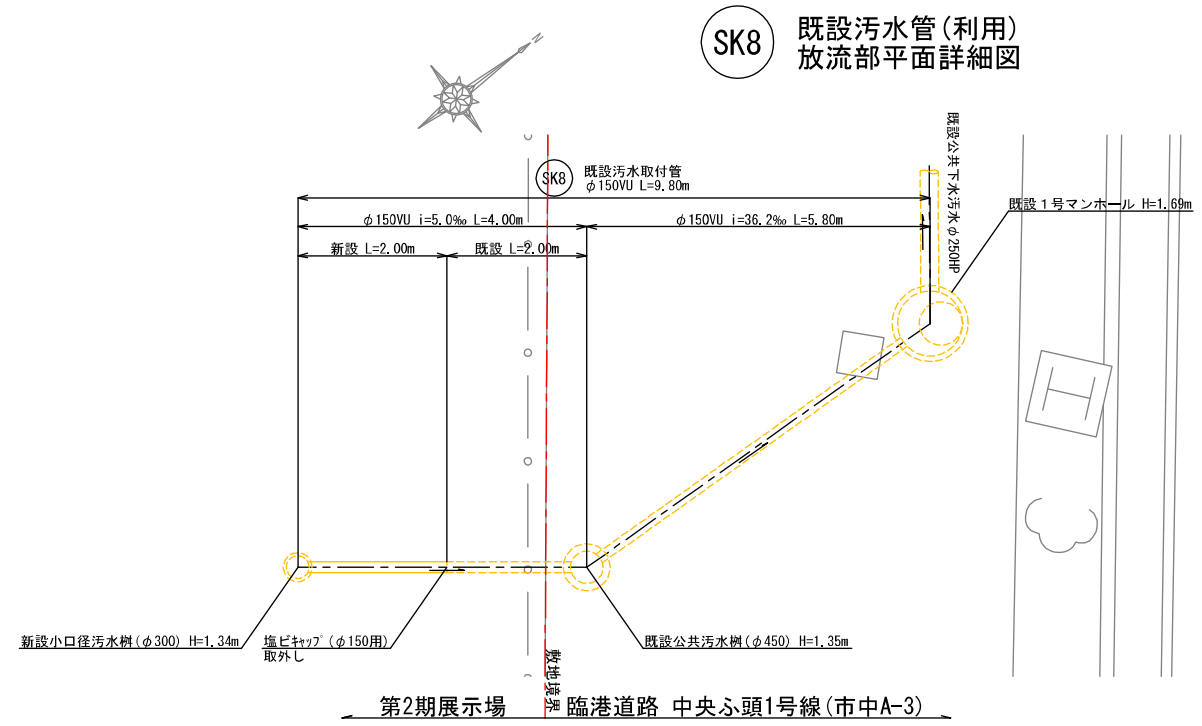 SK8
既設汚水管(利用)
放流部平面詳細図
N
SK8
既設汚水取付管
φ150VU L=9.80m
φ150VU i=5.0‰ L=4.00m
φ150VU i=36.2‰ L=5.80m
新設 L=2.00m
既設 L=2.00m
既設公共下水汚水φ250HP
既設1号マンホール H=1.69m
新設小口径汚水桝(φ300) H=1.34m
塩ビキャップ(φ150用)
取外し
既設公共汚水桝(φ450) H=1.35m
敷地境界
第2期展示場
臨港道路 中央ふ頭1号線(市中A-3)